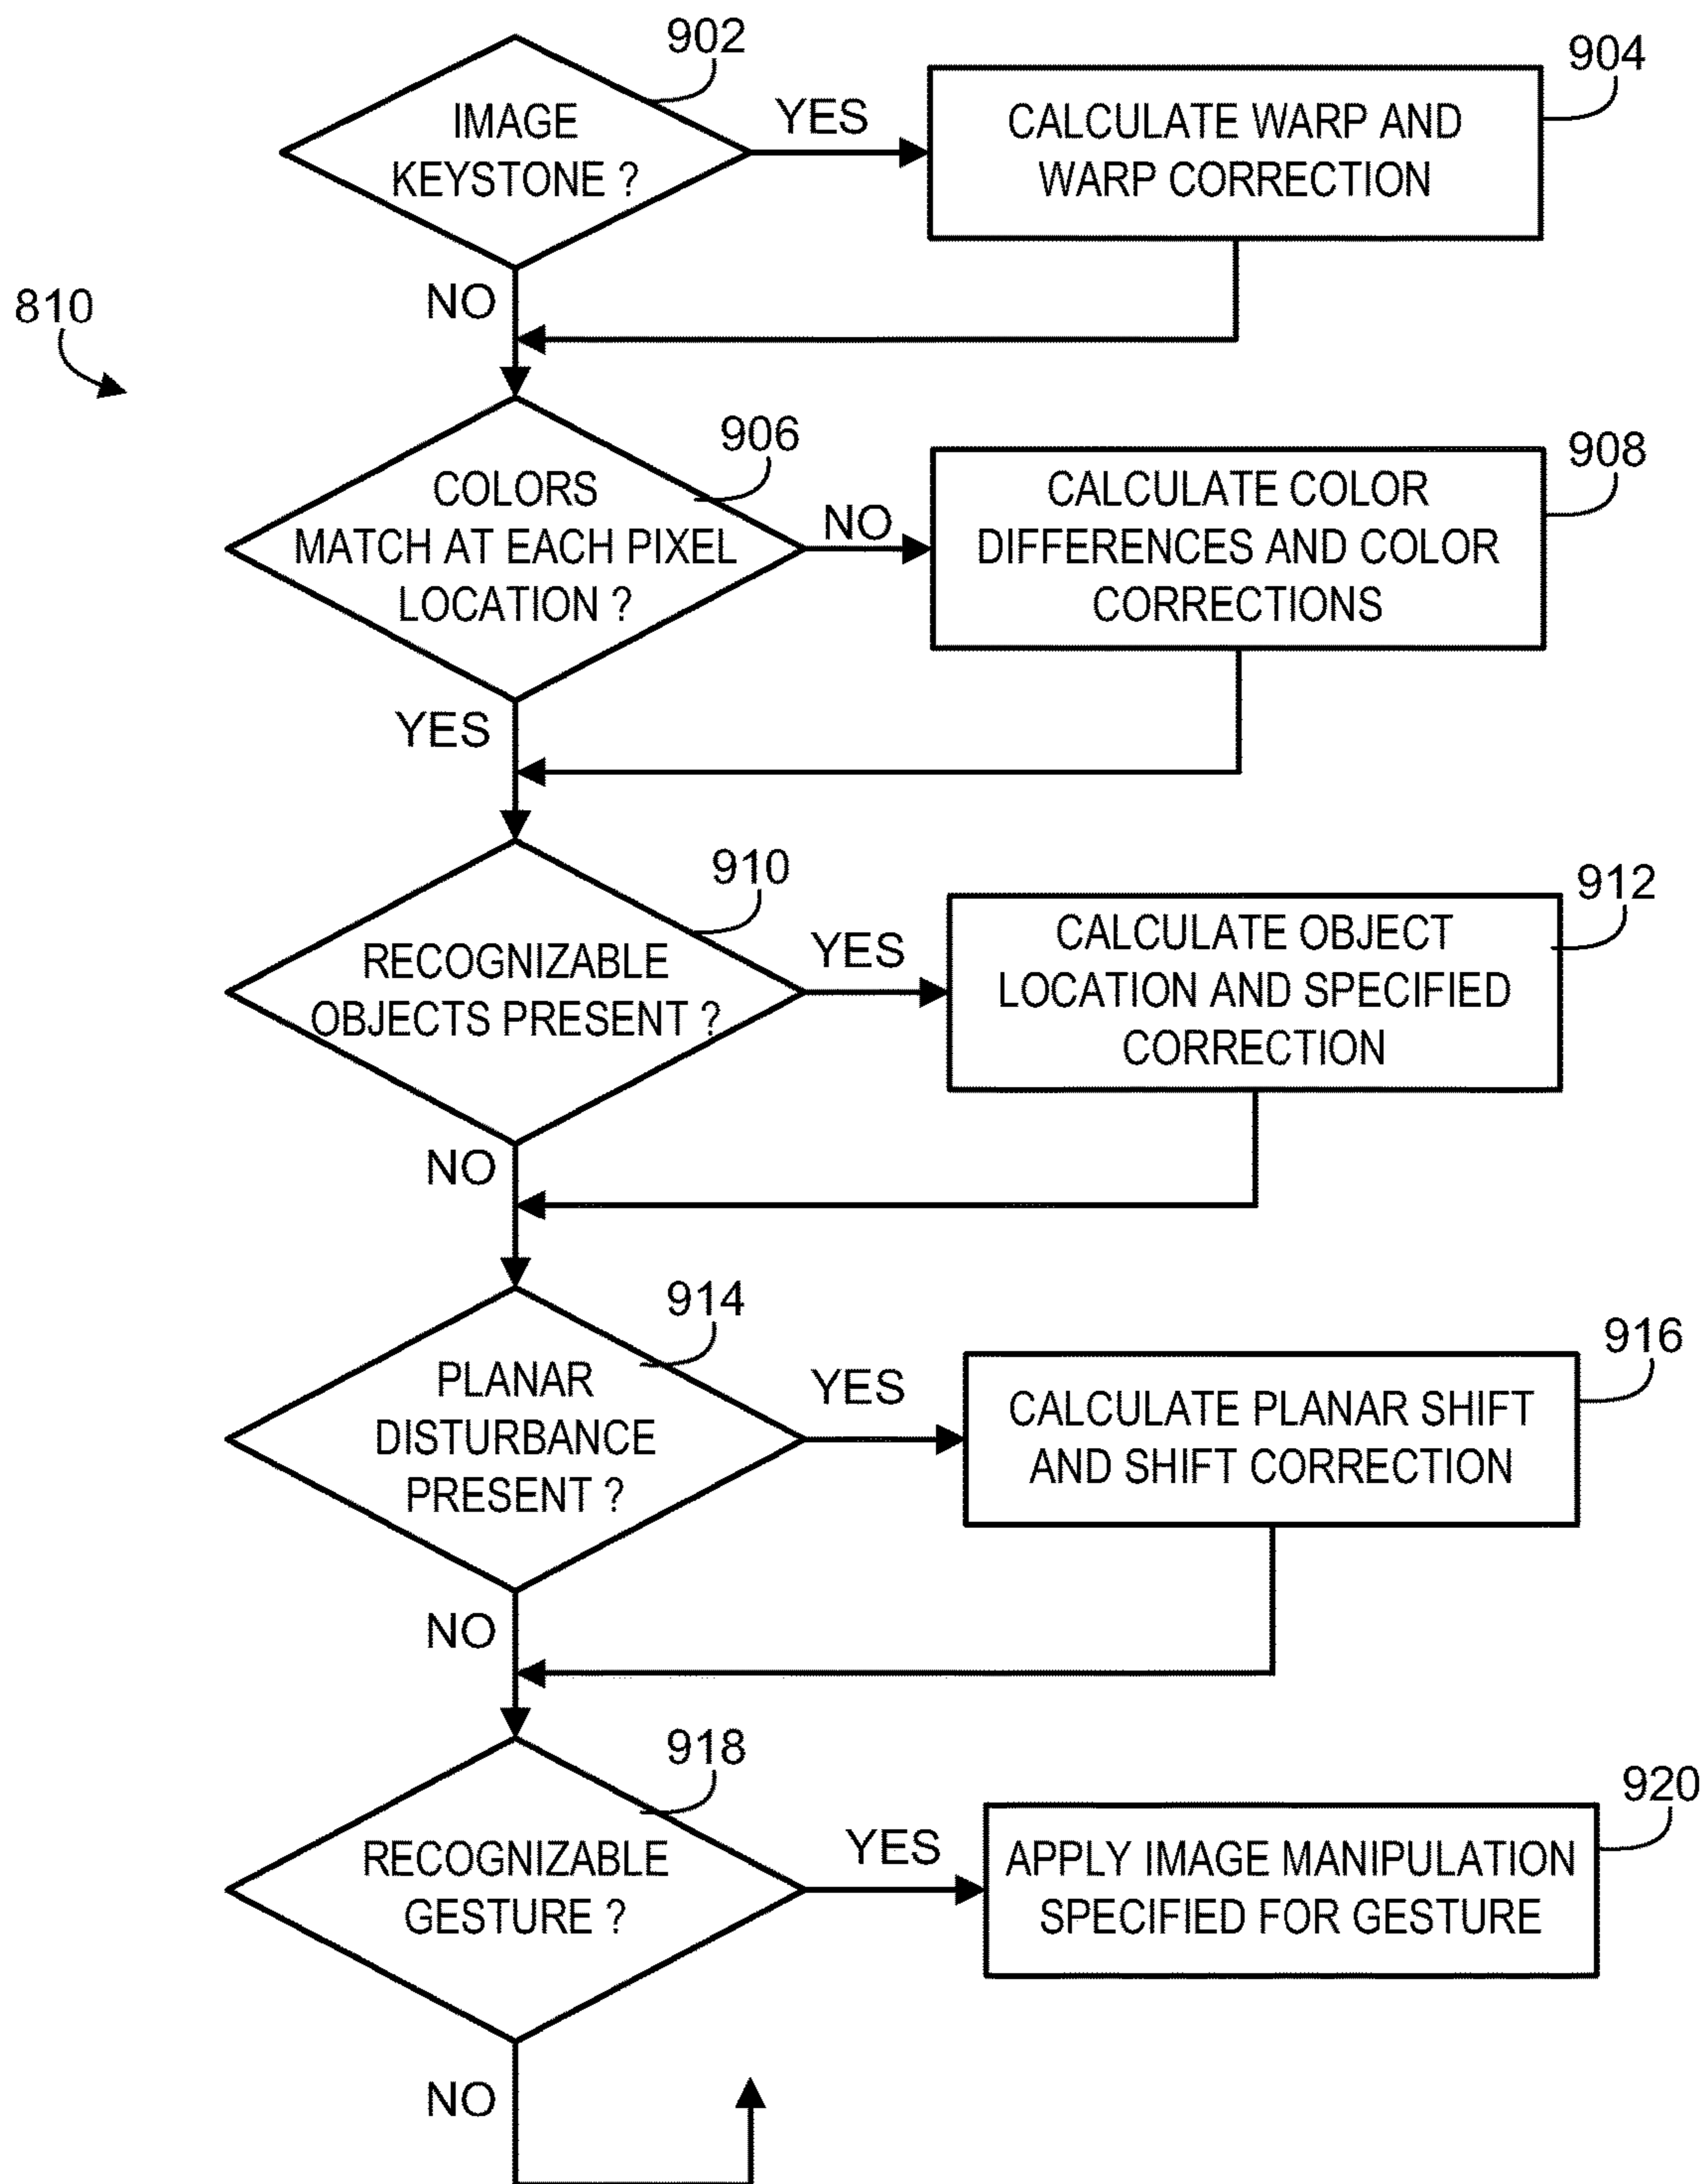 902
IMAGE
KEYSTONE ?
YES
904
CALCULATE WARP AND
WARP CORRECTION
NO
810
906
COLORS
MATCH AT EACH PIXEL
LOCATION ?
NO
908
CALCULATE COLOR
DIFFERENCES AND COLOR
CORRECTIONS
YES
910
RECOGNIZABLE
OBJECTS PRESENT ?
YES
912
CALCULATE OBJECT
LOCATION AND SPECIFIED
CORRECTION
NO
914
PLANAR
DISTURBANCE
PRESENT ?
YES
916
CALCULATE PLANAR SHIFT
AND SHIFT CORRECTION
NO
918
RECOGNIZABLE
GESTURE ?
YES
920
APPLY IMAGE MANIPULATION
SPECIFIED FOR GESTURE
NO